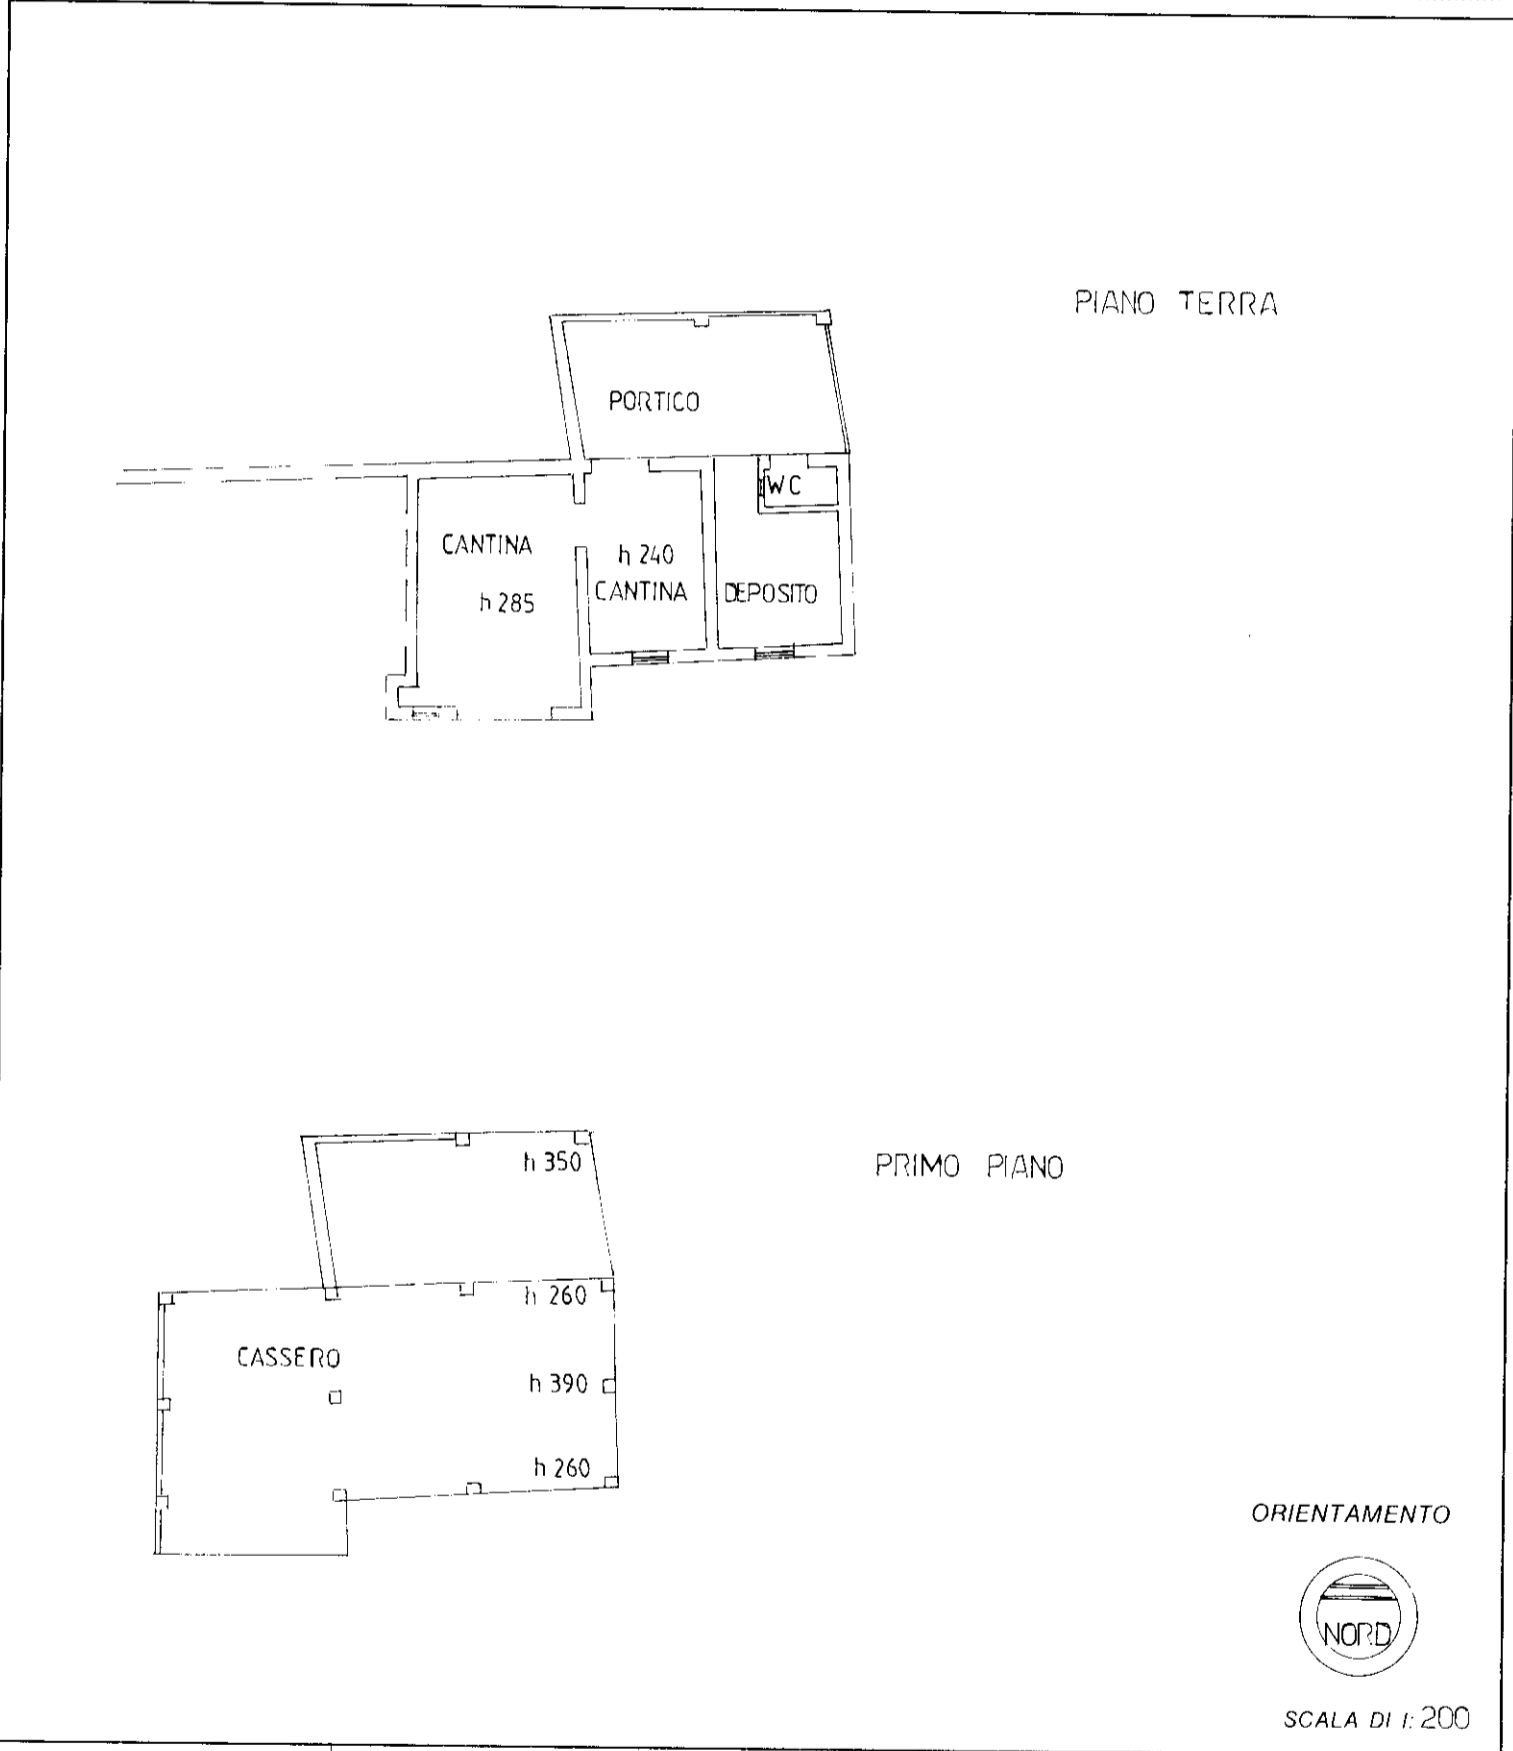 PIANO TERRA
PORTICO
WC
CANTINA
h 240
h 285
CANTINA
DEPOSITO
PRIMO PIANO
h 350
h 260
CASSERO
h 390
h 260
ORIENTAMENTO
NORD
SCALA DI 1: 200